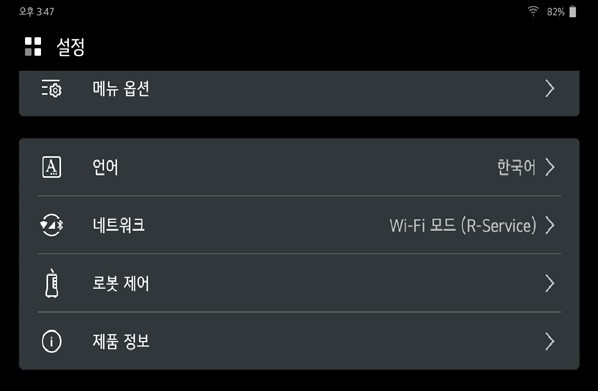 오후 3:47 82%
설정
메뉴 옵션
언어 한국어
네트워크 Wi-Fi 모드 (R-Service)
로봇 제어
제품 정보